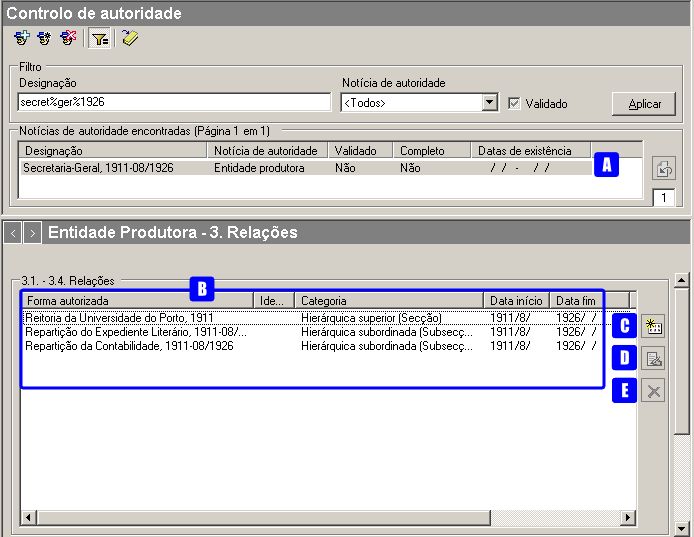 Controlo de autoridade
Filtro
Designação Notícia de autoridade
secret%ger%1926 <Todos> Validado Aplicar
Notícias de autoridade encontradas (Página 1 em 1)
Designação Notícia de autoridade Validado Completo Datas de existência
Secretaria-Geral, 1911-08/1926 Entidade produtora Não Não / / - / / A
1
< > Entidade Produtora - 3. Relações
3.1. - 3.4. Relações B
Forma autorizada Ide... Categoria Data início Data fim
Reitoria da Universidade do Porto, 1911 Hierárquica superior (Secção) 1911/8/ 1926/ / C
Repartição do Expediente Literário, 1911-08/... Hierárquica subordinada (Subsecç... 1911/8/ 1926/ /
Repartição da Contabilidade, 1911-08/1926 Hierárquica subordinada (Subsecç... 1911/8/ 1926/ / D
E